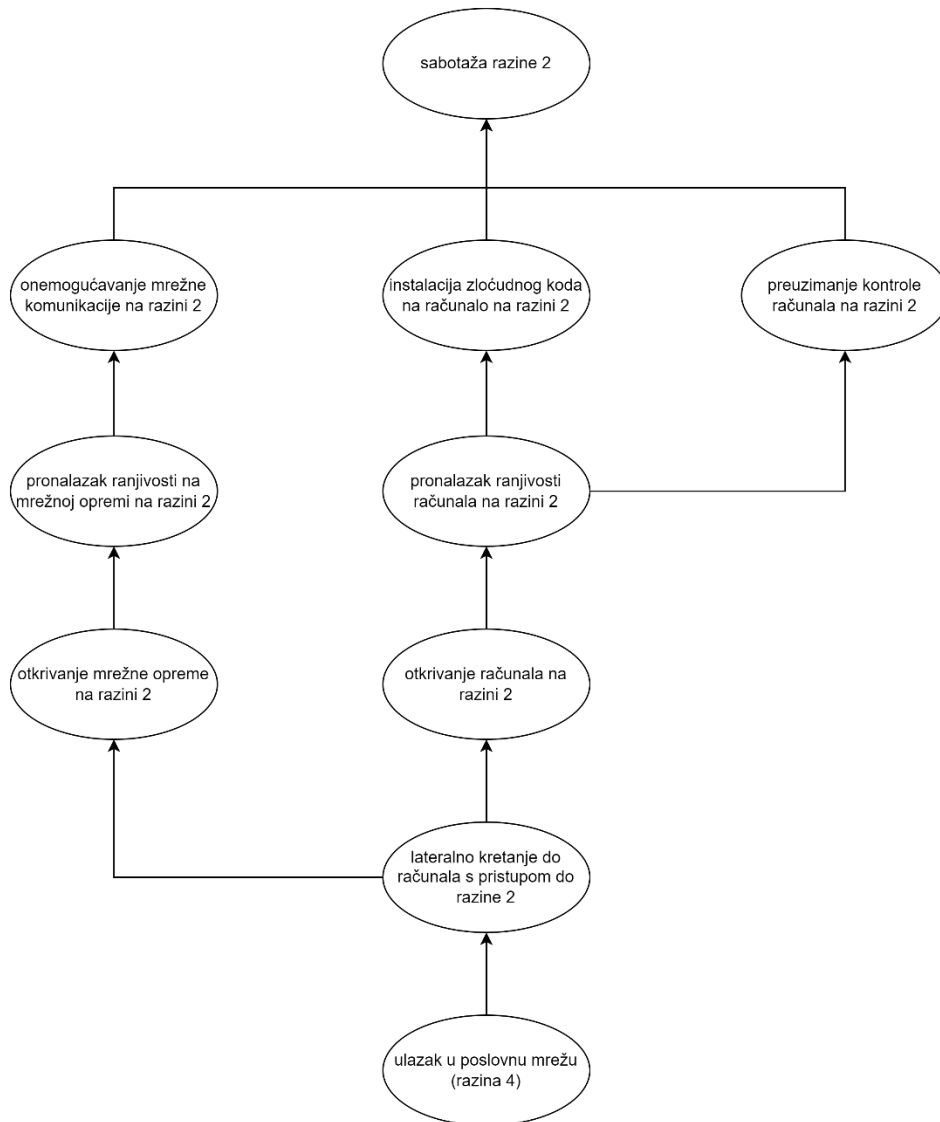 sabotaža razine 2
onemogućavanje mrežne
komunikacije na razini 2
instalacija zloćudnog koda
na računalo na razini 2
preuzimanje kontrole
računala na razini 2
pronalazak ranjivosti na
mrežnoj opremi na razini 2
pronalazak ranjivosti
računala na razini 2
otkrivanje mrežne opreme
na razini 2
otkrivanje računala na
razini 2
lateralno kretanje do
računala s pristupom do
razine 2
ulazak u poslovnu mrežu
(razina 4)